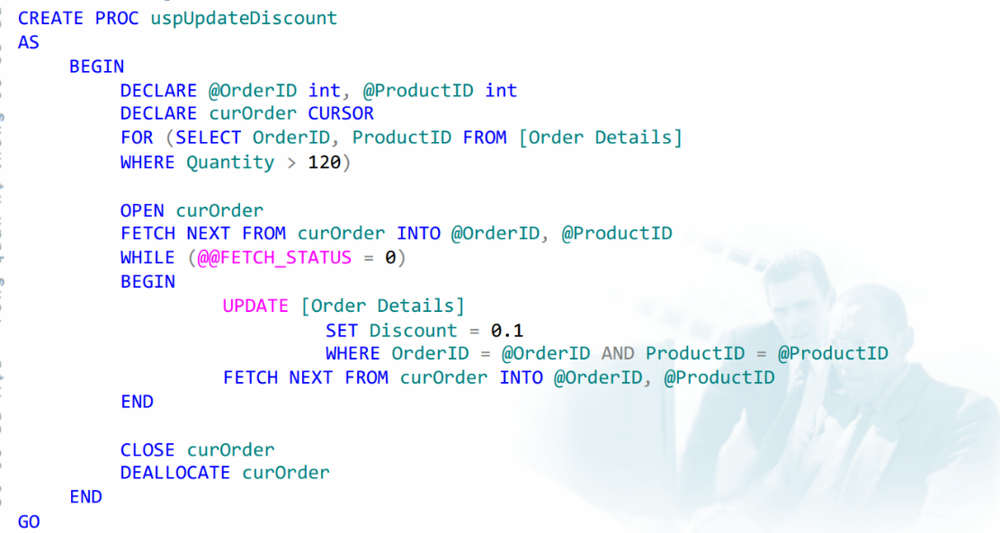 CREATE PROC uspUpdateDiscount
AS
BEGIN
DECLARE @OrderID int, @ProductID int
DECLARE curOrder CURSOR
FOR (SELECT OrderID, ProductID FROM [Order Details]
WHERE Quantity > 120)
OPEN curOrder
FETCH NEXT FROM curOrder INTO @OrderID, @ProductID
WHILE (@@FETCH_STATUS = 0)
BEGIN
UPDATE [Order Details]
SET Discount = 0.1
WHERE OrderID = @OrderID AND ProductID = @ProductID
FETCH NEXT FROM curOrder INTO @OrderID, @ProductID
END
CLOSE curOrder
DEALLOCATE curOrder
END
GO